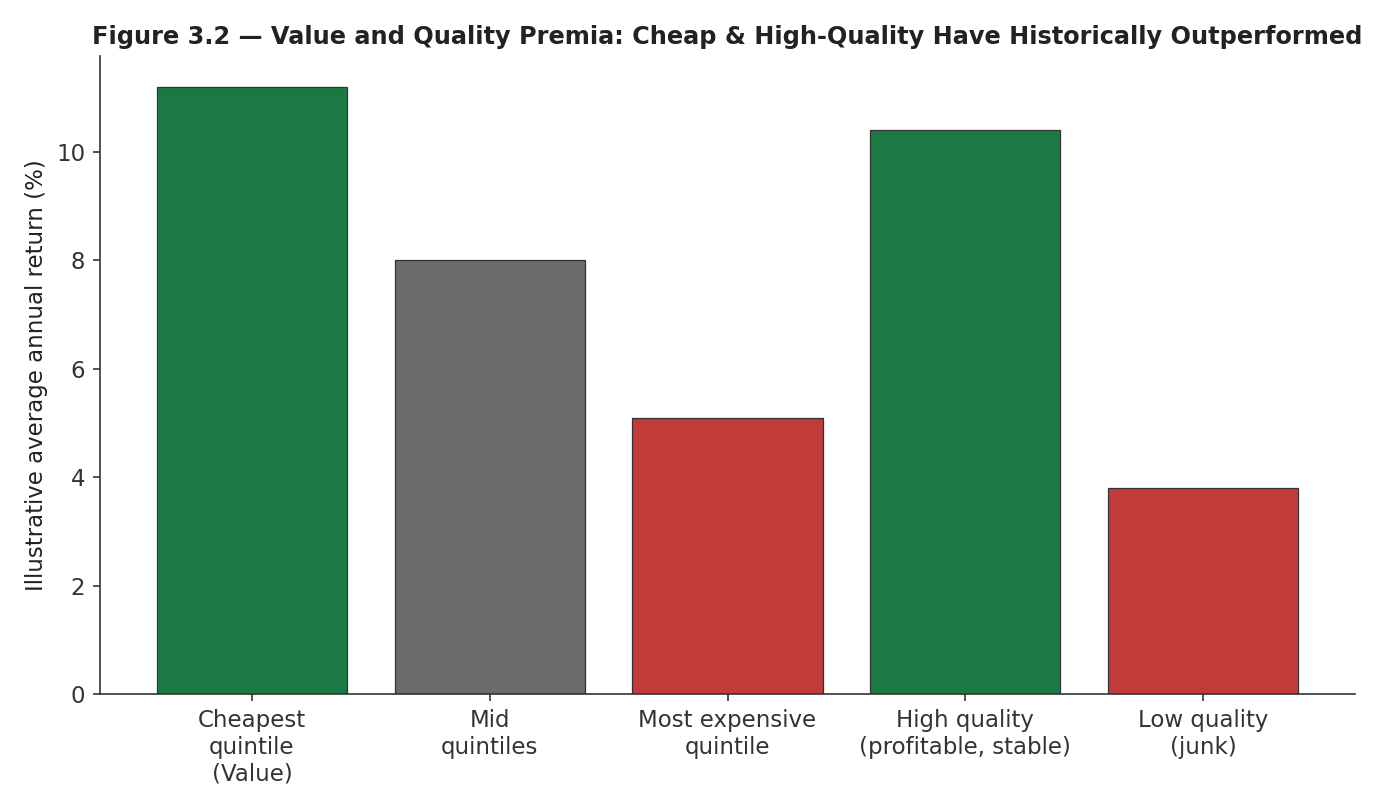 Figure 3.2 — Value and Quality Premia: Cheap & High-Quality Have Historically Outperformed
Illustrative average annual return (%)
10
8
6
4
2
0
Cheapest
quintile
(Value)
Mid
quintiles
Most expensive
quintile
High quality
(profitable, stable)
Low quality
(junk)